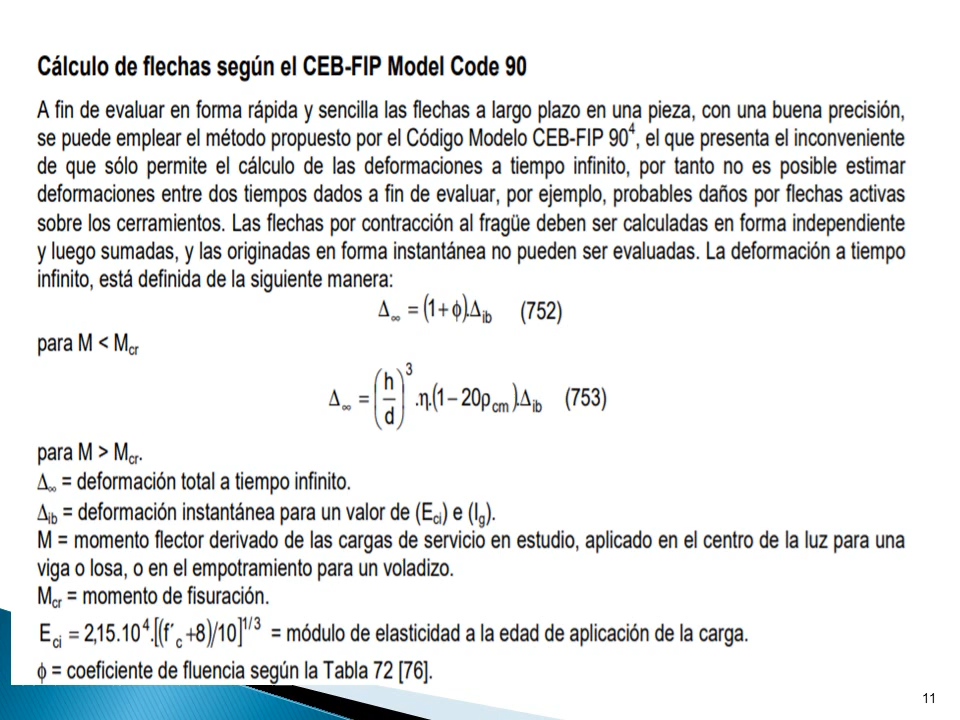 Cálculo de flechas según el CEB-FIP Model Code 90
A fin de evaluar en forma rápida y sencilla las flechas a largo plazo en una pieza, con una buena precisión,
se puede emplear el método propuesto por el Código Modelo CEB-FIP 90⁴, el que presenta el inconveniente
de que sólo permite el cálculo de las deformaciones a tiempo infinito, por tanto no es posible estimar
deformaciones entre dos tiempos dados a fin de evaluar, por ejemplo, probables daños por flechas activas
sobre los cerramientos. Las flechas por contracción al fragüe deben ser calculadas en forma independiente
y luego sumadas, y las originadas en forma instantánea no pueden ser evaluadas. La deformación a tiempo
infinito, está definida de la siguiente manera:
Δ∞ = (1+ϕ).Δib (752)
para M < Mcr
Δ∞ = (h/d)³.η.(1−20ρcm).Δib (753)
para M > Mcr.
Δ∞ = deformación total a tiempo infinito.
Δib = deformación instantánea para un valor de (Eci) e (Ig).
M = momento flector derivado de las cargas de servicio en estudio, aplicado en el centro de la luz para una
viga o losa, o en el empotramiento para un voladizo.
Mcr = momento de fisuración.
Eci = 2,15.10⁴.[(f´c+8)/10]^1/3 = módulo de elasticidad a la edad de aplicación de la carga.
ϕ = coeficiente de fluencia según la Tabla 72 [76].
11